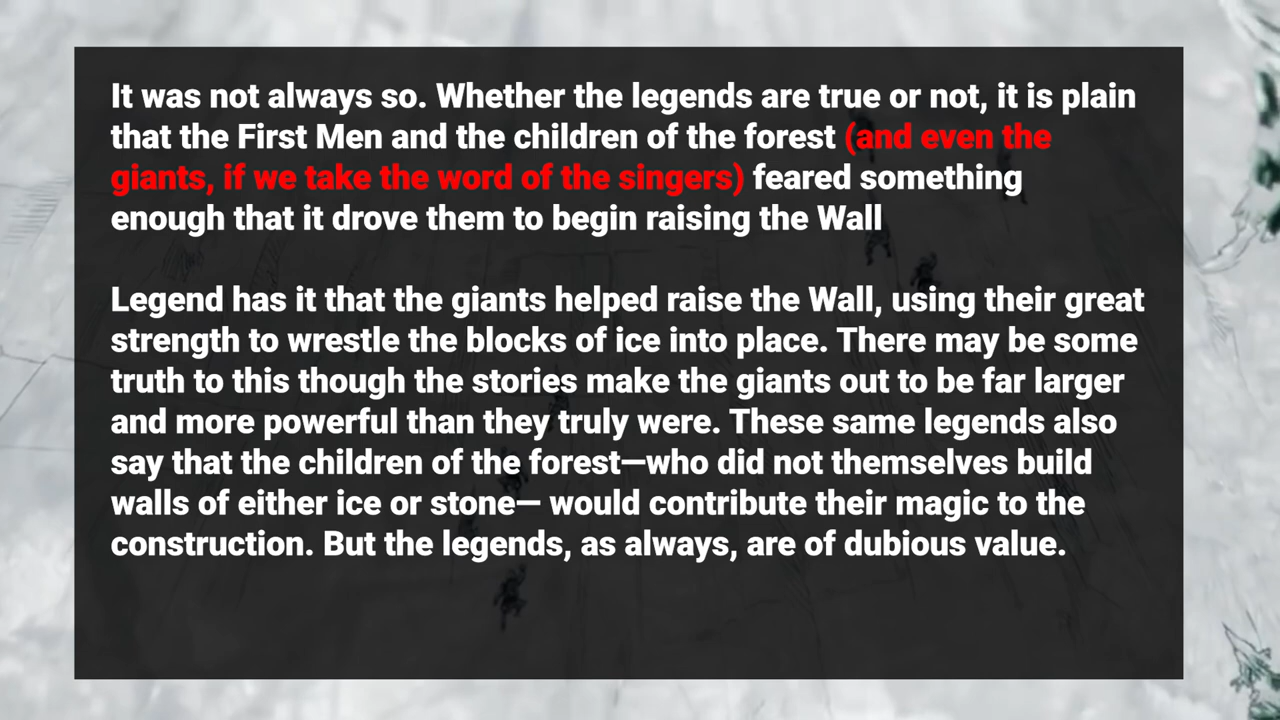 It was not always so. Whether the legends are true or not, it is plain
that the First Men and the children of the forest (and even the
giants, if we take the word of the singers) feared something
enough that it drove them to begin raising the Wall
Legend has it that the giants helped raise the Wall, using their great
strength to wrestle the blocks of ice into place. There may be some
truth to this though the stories make the giants out to be far larger
and more powerful than they truly were. These same legends also
say that the children of the forest—who did not themselves build
walls of either ice or stone— would contribute their magic to the
construction. But the legends, as always, are of dubious value.